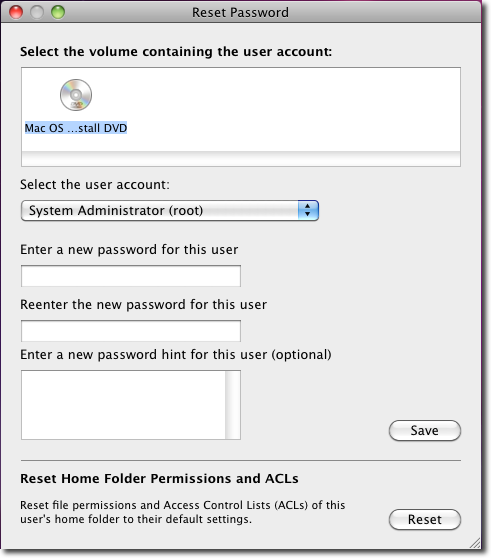 Reset Password
Select the volume containing the user account:
Mac OS ...stall DVD
Select the user account:
System Administrator (root)
Enter a new password for this user
Reenter the new password for this user
Enter a new password hint for this user (optional)
Save
Reset Home Folder Permissions and ACLs
Reset file permissions and Access Control Lists (ACLs) of this
user's home folder to their default settings.
Reset